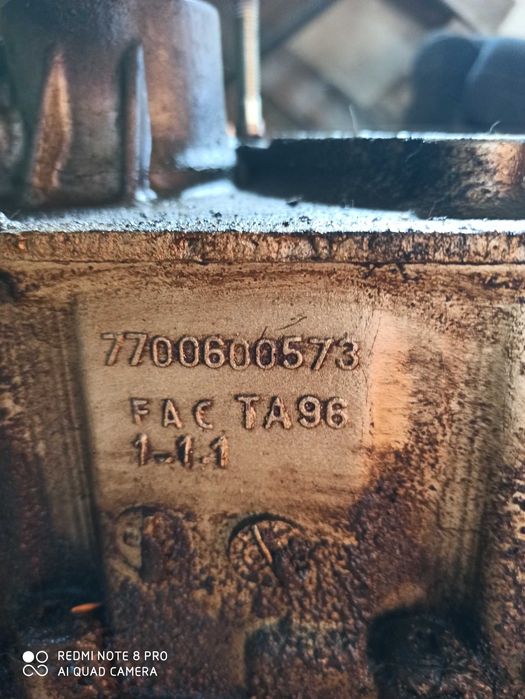 7700600573
FAC TA96
1-1.1
REDMI NOTE 8 PRO
AI QUAD CAMERA